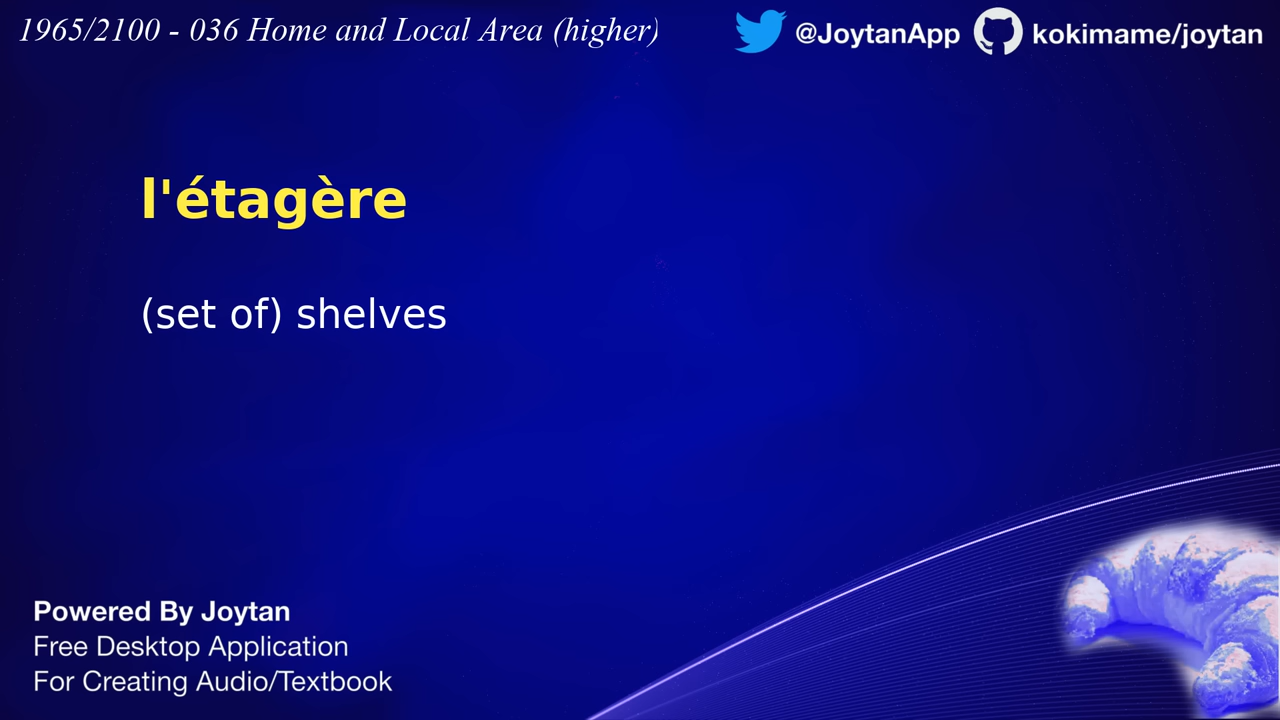 1965/2100 - 036 Home and Local Area (higher)
@JoytanApp
kokimame/joytan
l'étagère
(set of) shelves
Powered By Joytan
Free Desktop Application
For Creating Audio/Textbook